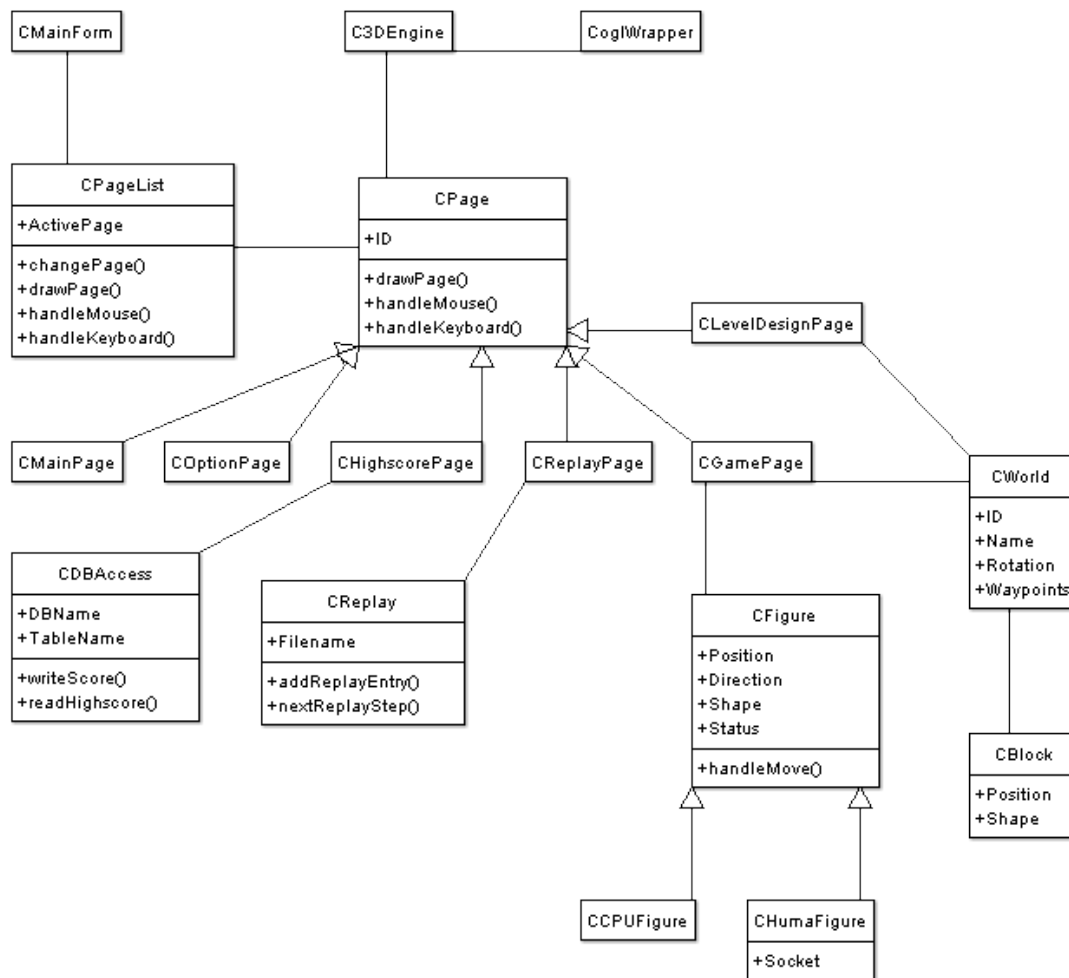 CMainForm
C3DEngine
CoglWrapper
CPageList
+ActivePage
+changePage()
+drawPage()
+handleMouse()
+handleKeyboard()
CPage
+ID
+drawPage()
+handleMouse()
+handleKeyboard()
CLevelDesignPage
CMainPage
COptionPage
CHighscorePage
CReplayPage
CGamePage
CWorld
+ID
+Name
+Rotation
+Waypoints
CDBAccess
+DBName
+TableName
+writeScore()
+readHighscore()
CReplay
+Filename
+addReplayEntry()
+nextReplayStep()
CFigure
+Position
+Direction
+Shape
+Status
+handleMove()
CBlock
+Position
+Shape
CCPUFigure
CHumaFigure
+Socket